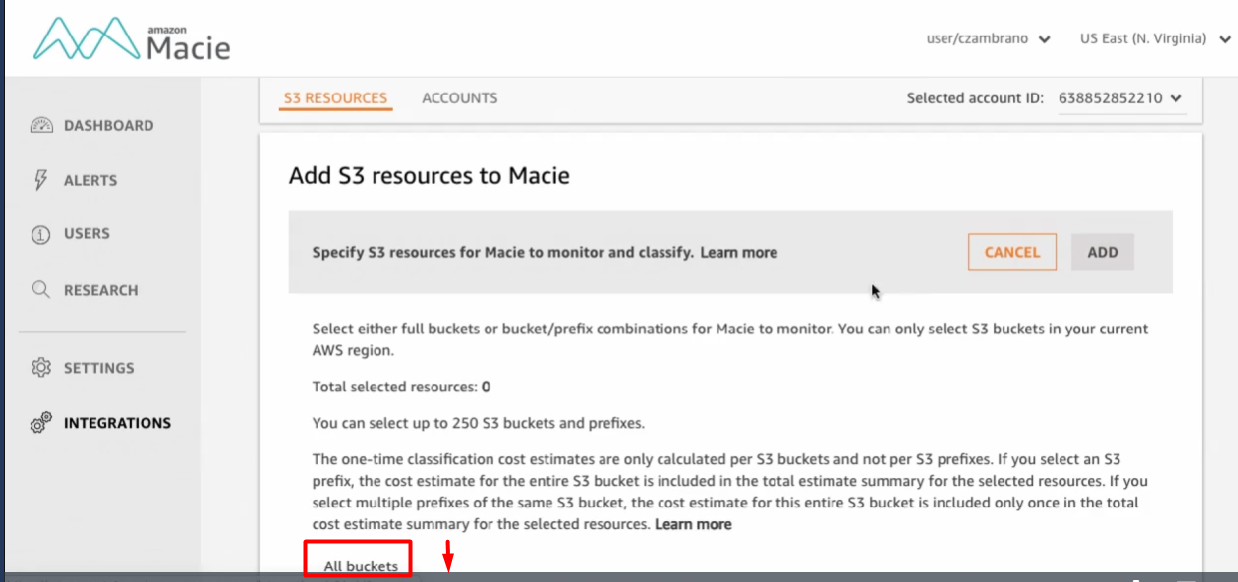 amazon
Macie
user/czambrano
US East (N. Virginia)
DASHBOARD
ALERTS
USERS
RESEARCH
SETTINGS
INTEGRATIONS
S3 RESOURCES
ACCOUNTS
Selected account ID: 638852852210
Add S3 resources to Macie
Specify S3 resources for Macie to monitor and classify. Learn more
CANCEL
ADD
Select either full buckets or bucket/prefix combinations for Macie to monitor. You can only select S3 buckets in your current
AWS region.
Total selected resources: 0
You can select up to 250 S3 buckets and prefixes.
The one-time classification cost estimates are only calculated per S3 buckets and not per S3 prefixes. If you select an S3
prefix, the cost estimate for the entire S3 bucket is included in the total estimate summary for the selected resources. If you
select multiple prefixes of the same S3 bucket, the cost estimate for this entire S3 bucket is included only once in the total
cost estimate summary for the selected resources. Learn more
All buckets